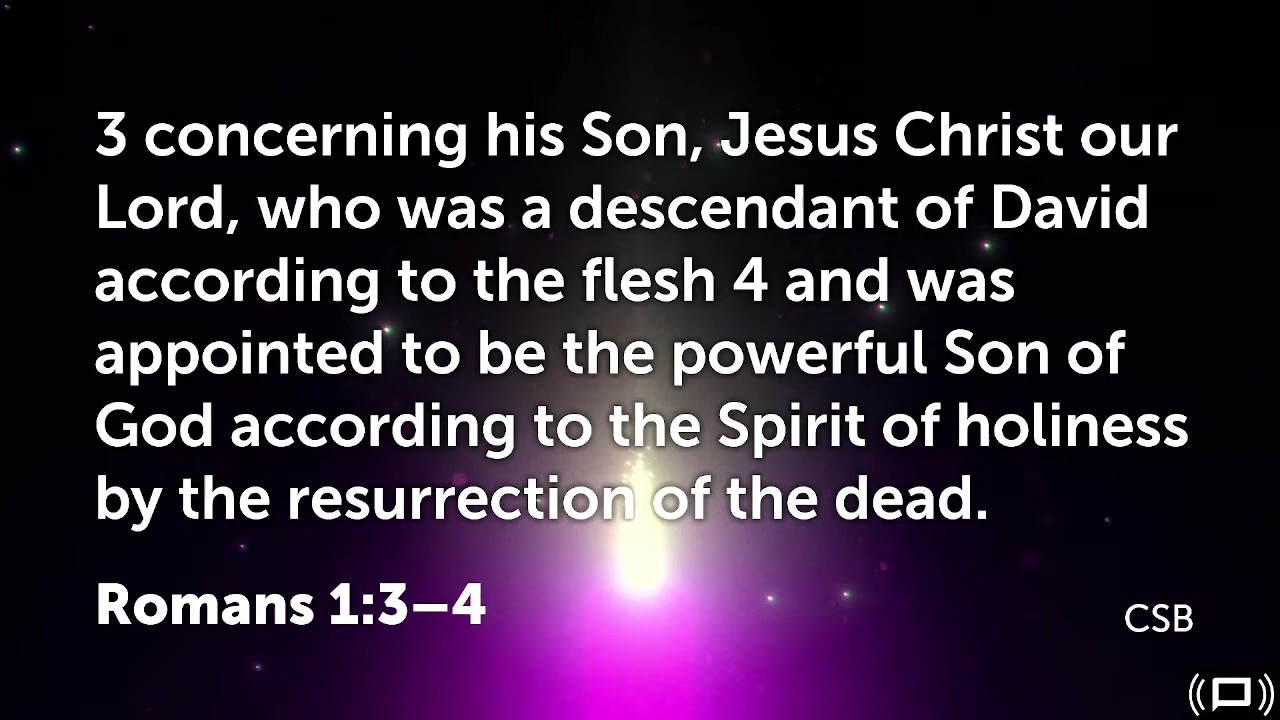 3 concerning his Son, Jesus Christ our
Lord, who was a descendant of David
according to the flesh 4 and was
appointed to be the powerful Son of
God according to the Spirit of holiness
by the resurrection of the dead.
Romans 1:3–4
CSB